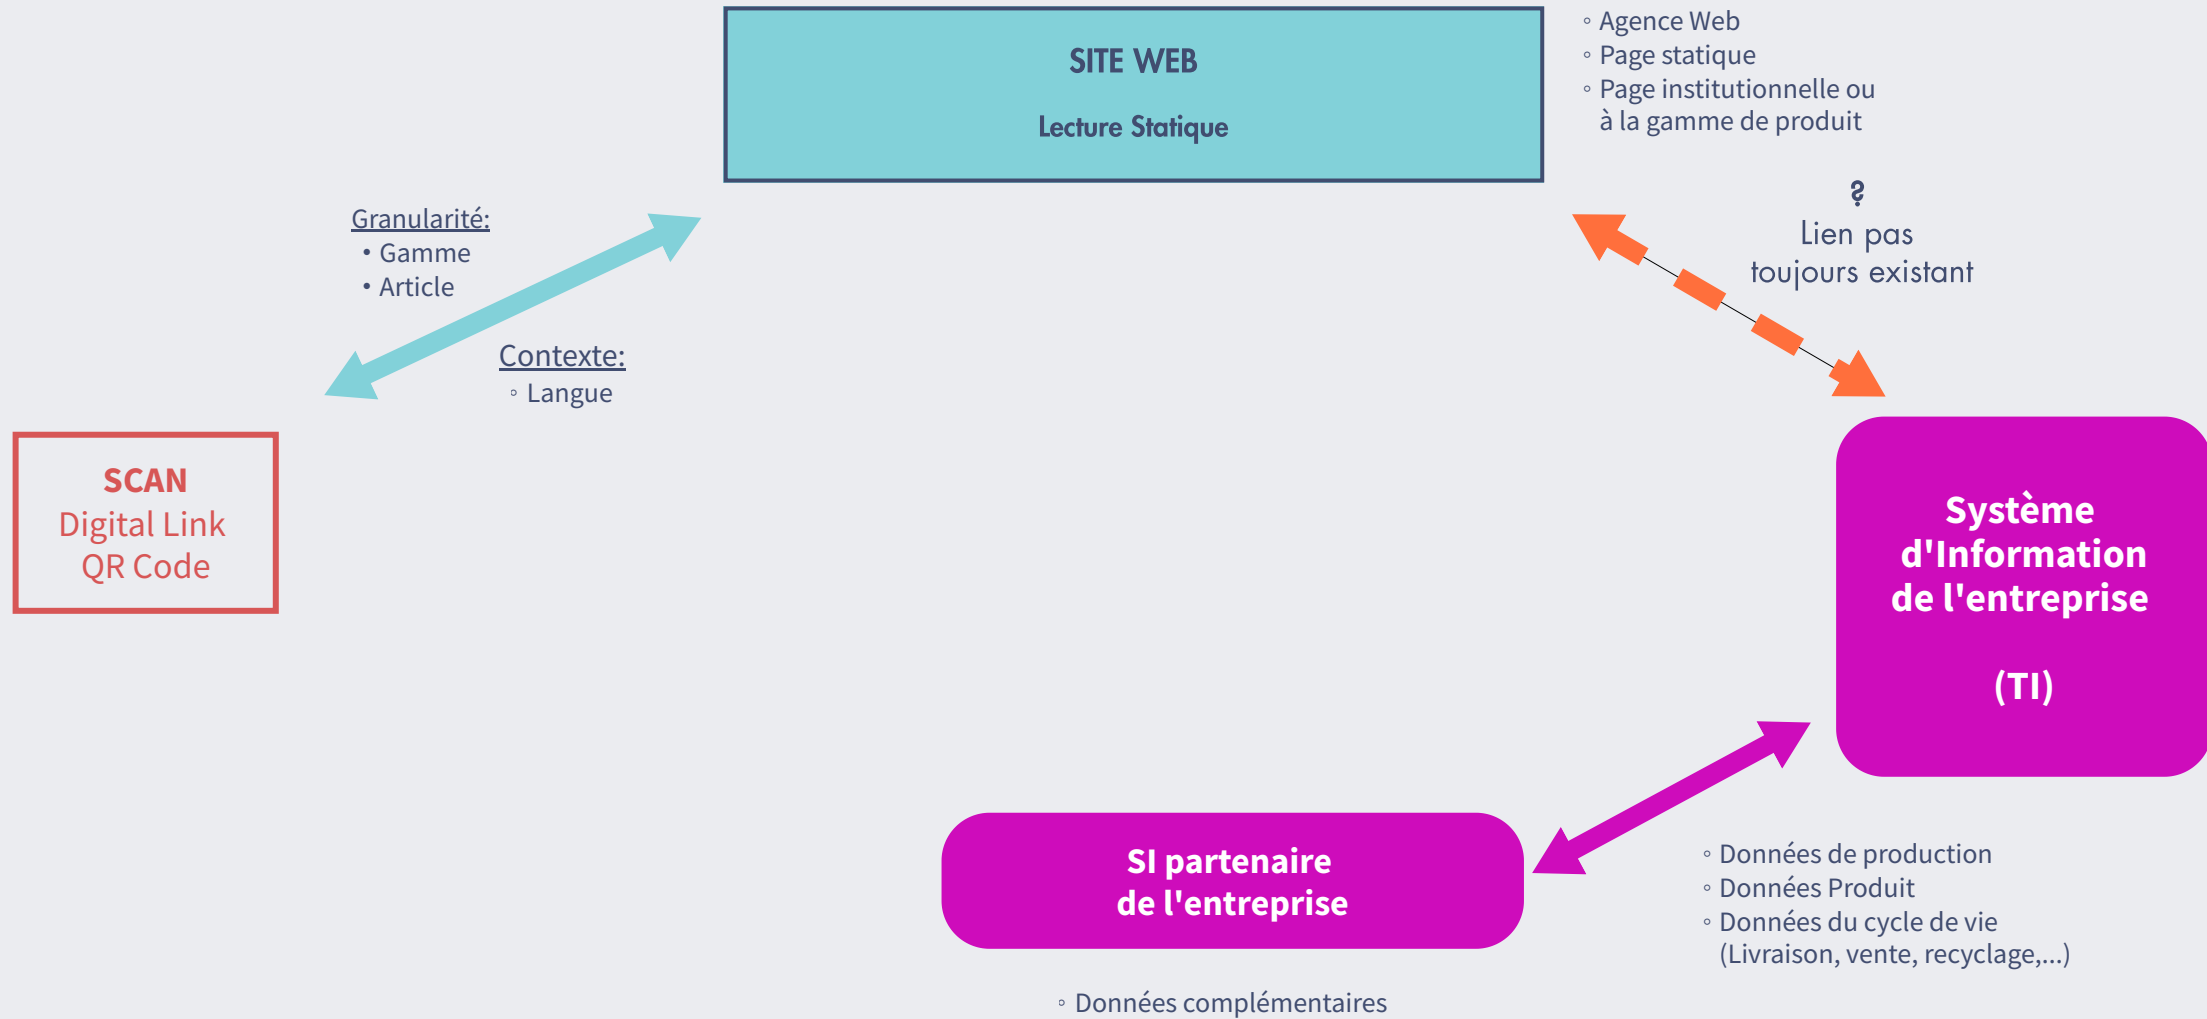 SITE WEB
Lecture Statique
◦ Agence Web
◦ Page statique
◦ Page institutionnelle ou
à la gamme de produit
?
Lien pas
toujours existant
Granularité:
• Gamme
• Article
Contexte:
◦ Langue
SCAN
Digital Link
QR Code
Système
d'Information
de l'entreprise
(TI)
SI partenaire
de l'entreprise
◦ Données de production
◦ Données Produit
◦ Données du cycle de vie
(Livraison, vente, recyclage,...)
◦ Données complémentaires